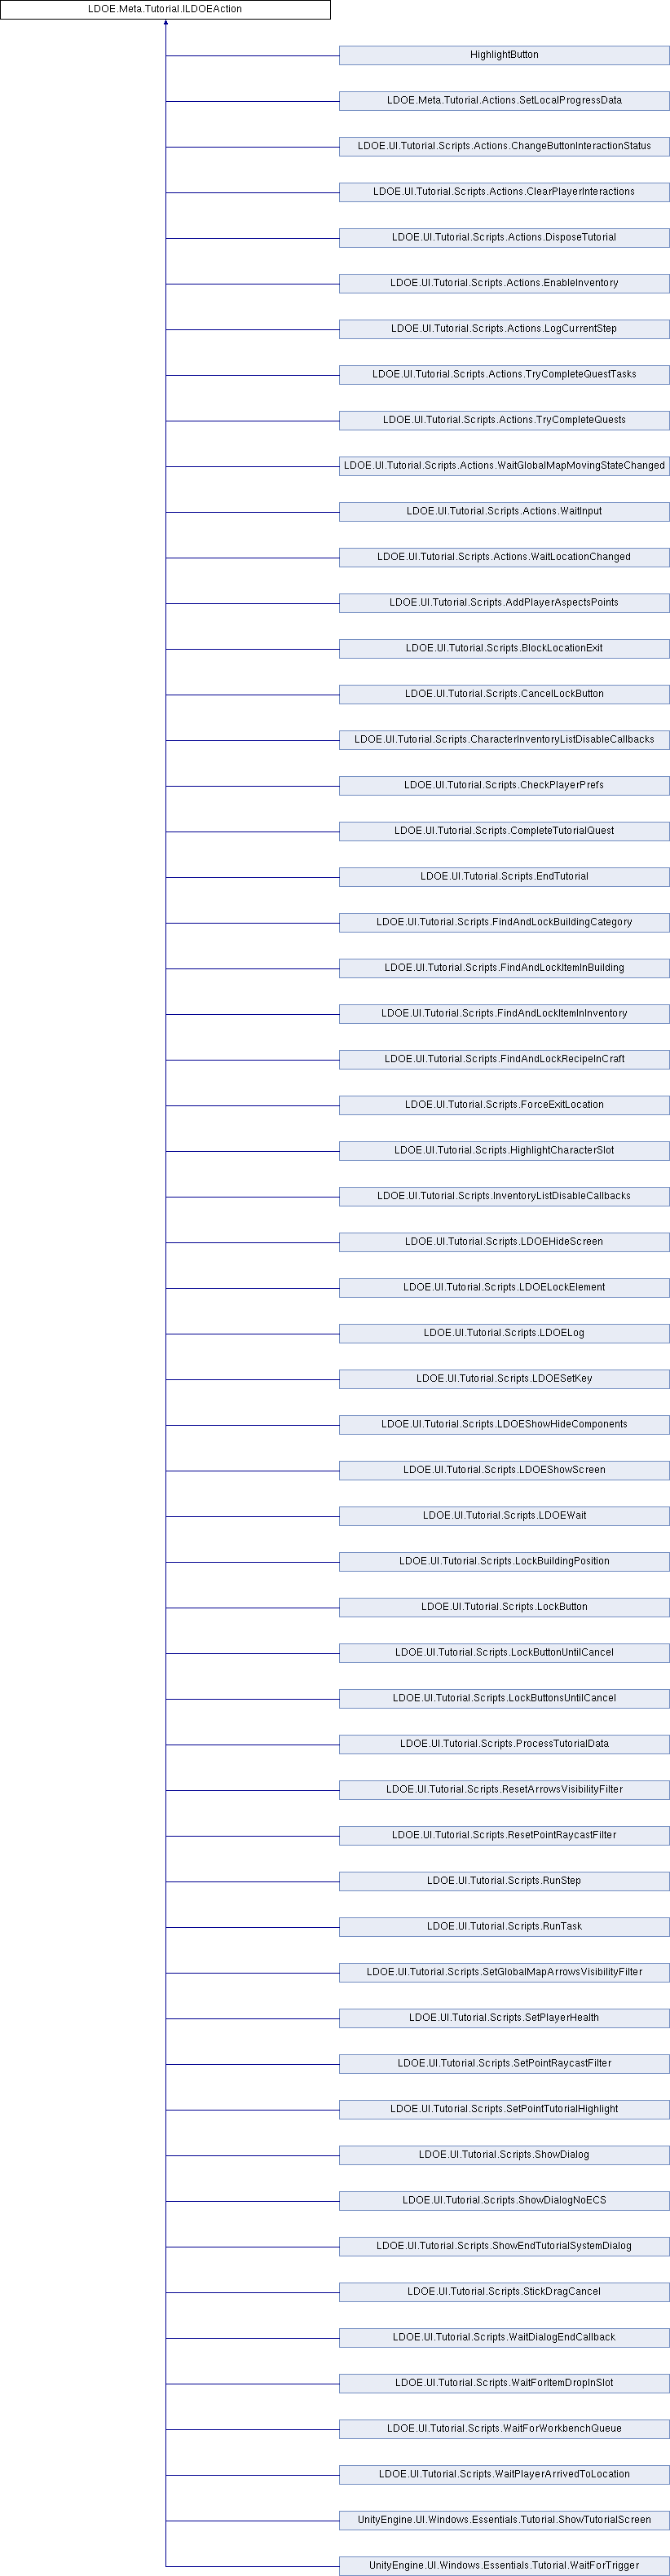 LDOE.Meta.Tutorial.ILDOEAction
HighlightButton
LDOE.Meta.Tutorial.Actions.SetLocalProgressData
LDOE.UI.Tutorial.Scripts.Actions.ChangeButtonInteractionStatus
LDOE.UI.Tutorial.Scripts.Actions.ClearPlayerInteractions
LDOE.UI.Tutorial.Scripts.Actions.DisposeTutorial
LDOE.UI.Tutorial.Scripts.Actions.EnableInventory
LDOE.UI.Tutorial.Scripts.Actions.LogCurrentStep
LDOE.UI.Tutorial.Scripts.Actions.TryCompleteQuestTasks
LDOE.UI.Tutorial.Scripts.Actions.TryCompleteQuests
LDOE.UI.Tutorial.Scripts.Actions.WaitGlobalMapMovingStateChanged
LDOE.UI.Tutorial.Scripts.Actions.WaitInput
LDOE.UI.Tutorial.Scripts.Actions.WaitLocationChanged
LDOE.UI.Tutorial.Scripts.AddPlayerAspectsPoints
LDOE.UI.Tutorial.Scripts.BlockLocationExit
LDOE.UI.Tutorial.Scripts.CancelLockButton
LDOE.UI.Tutorial.Scripts.CharacterInventoryListDisableCallbacks
LDOE.UI.Tutorial.Scripts.CheckPlayerPrefs
LDOE.UI.Tutorial.Scripts.CompleteTutorialQuest
LDOE.UI.Tutorial.Scripts.EndTutorial
LDOE.UI.Tutorial.Scripts.FindAndLockBuildingCategory
LDOE.UI.Tutorial.Scripts.FindAndLockItemInBuilding
LDOE.UI.Tutorial.Scripts.FindAndLockItemInInventory
LDOE.UI.Tutorial.Scripts.FindAndLockRecipeInCraft
LDOE.UI.Tutorial.Scripts.ForceExitLocation
LDOE.UI.Tutorial.Scripts.HighlightCharacterSlot
LDOE.UI.Tutorial.Scripts.InventoryListDisableCallbacks
LDOE.UI.Tutorial.Scripts.LDOEHideScreen
LDOE.UI.Tutorial.Scripts.LDOELockElement
LDOE.UI.Tutorial.Scripts.LDOELog
LDOE.UI.Tutorial.Scripts.LDOESetKey
LDOE.UI.Tutorial.Scripts.LDOEShowHideComponents
LDOE.UI.Tutorial.Scripts.LDOEShowScreen
LDOE.UI.Tutorial.Scripts.LDOEWait
LDOE.UI.Tutorial.Scripts.LockBuildingPosition
LDOE.UI.Tutorial.Scripts.LockButton
LDOE.UI.Tutorial.Scripts.LockButtonUntilCancel
LDOE.UI.Tutorial.Scripts.LockButtonsUntilCancel
LDOE.UI.Tutorial.Scripts.ProcessTutorialData
LDOE.UI.Tutorial.Scripts.ResetArrowsVisibilityFilter
LDOE.UI.Tutorial.Scripts.ResetPointRaycastFilter
LDOE.UI.Tutorial.Scripts.RunStep
LDOE.UI.Tutorial.Scripts.RunTask
LDOE.UI.Tutorial.Scripts.SetGlobalMapArrowsVisibilityFilter
LDOE.UI.Tutorial.Scripts.SetPlayerHealth
LDOE.UI.Tutorial.Scripts.SetPointRaycastFilter
LDOE.UI.Tutorial.Scripts.SetPointTutorialHighlight
LDOE.UI.Tutorial.Scripts.ShowDialog
LDOE.UI.Tutorial.Scripts.ShowDialogNoECS
LDOE.UI.Tutorial.Scripts.ShowEndTutorialSystemDialog
LDOE.UI.Tutorial.Scripts.StickDragCancel
LDOE.UI.Tutorial.Scripts.WaitDialogEndCallback
LDOE.UI.Tutorial.Scripts.WaitForItemDropInSlot
LDOE.UI.Tutorial.Scripts.WaitForWorkbenchQueue
LDOE.UI.Tutorial.Scripts.WaitPlayerArrivedToLocation
UnityEngine.UI.Windows.Essentials.Tutorial.ShowTutorialScreen
UnityEngine.UI.Windows.Essentials.Tutorial.WaitForTrigger